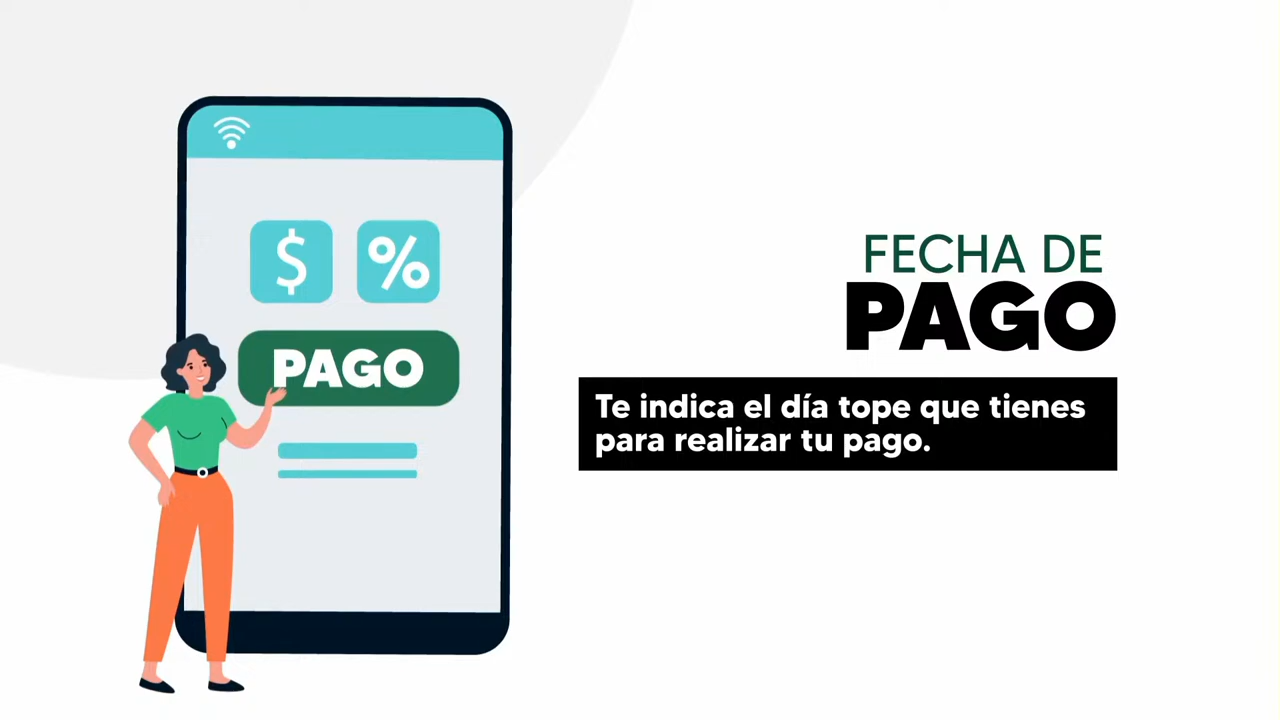 $ %
PAGO
FECHA DE
PAGO
Te indica el día tope que tienes
para realizar tu pago.